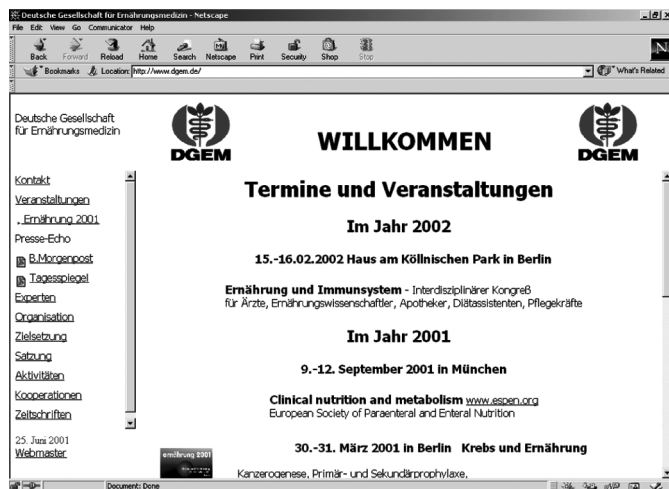 Deutsche Gesellschaft für Ernährungsmedizin - Netscape
File Edit View Go Communicator Help
Back Forward Reload Home Search Netscape Print Security Shop Stop
Bookmarks Location: http://www.dgem.de/ What's Related
Deutsche Gesellschaft
für Ernährungsmedizin
DGEM
WILLKOMMEN
DGEM
Kontakt
Veranstaltungen
Ernährung 2001
Presse-Echo
B.Morgenpost
Tagesspiegel
Experten
Organisation
Zielsetzung
Satzung
Aktivitäten
Kooperationen
Zeitschriften
25. Juni 2001
Webmaster
Termine und Veranstaltungen
Im Jahr 2002
15.-16.02.2002 Haus am Köllnischen Park in Berlin
Ernährung und Immunsystem - Interdisziplinärer Kongreß
für Ärzte, Ernährungswissenschaftler, Apotheker, Diätassistenten, Pflegekräfte
Im Jahr 2001
9.-12. September 2001 in München
Clinical nutrition and metabolism www.espen.org
European Society of Paraenteral and Enteral Nutrition
ernährung 2001
30.-31. März 2001 in Berlin Krebs und Ernährung
Kanzerogenese, Primär- und Sekundärprophylaxe,
Document: Done